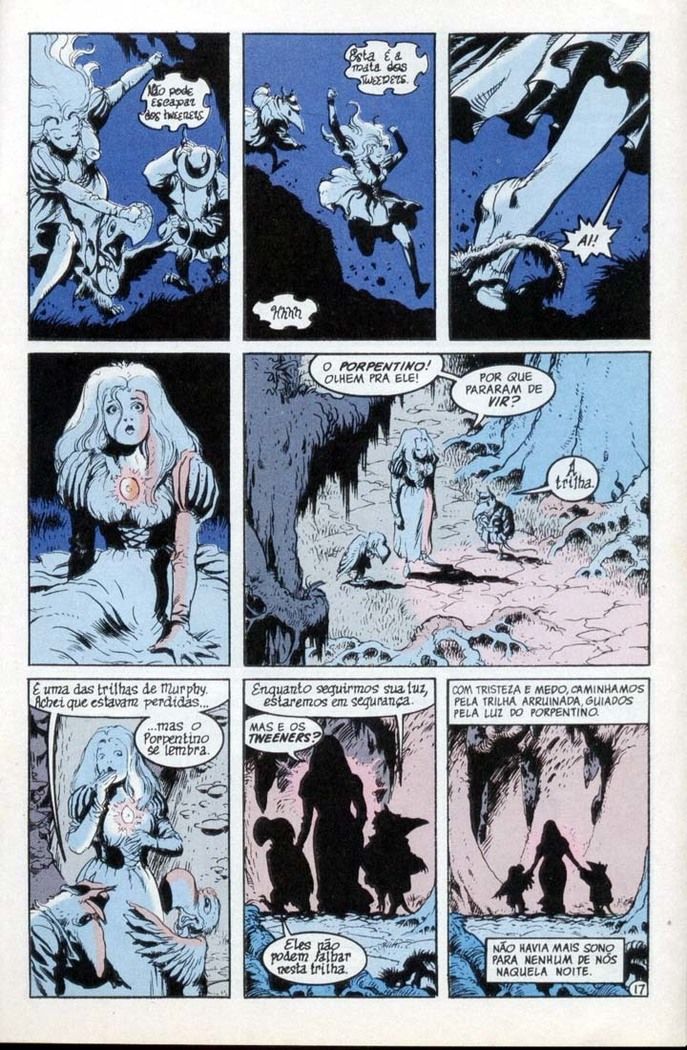 Não pode
escapar
dos tweeners.
Esta é a
mata dos
TWEENERS.
Hhhn
AI!
O PORPENTINO!
OLHEM PRA ELE!
POR QUE
PARARAM DE
VIR?
A
trilha.
É uma das trilhas de Murphy.
Achei que estavam perdidas...
...mas o
Porpentino
se lembra.
Enquanto seguirmos sua luz,
estaremos em segurança.
MAS E OS
TWEENERS?
Eles não
podem falhar
nesta trilha.
COM TRISTEZA E MEDO, CAMINHAMOS
PELA TRILHA ARRUINADA, GUIADOS
PELA LUZ DO PORPENTINO.
NÃO HAVIA MAIS SONO
PARA NENHUM DE NÓS
NAQUELA NOITE.
17